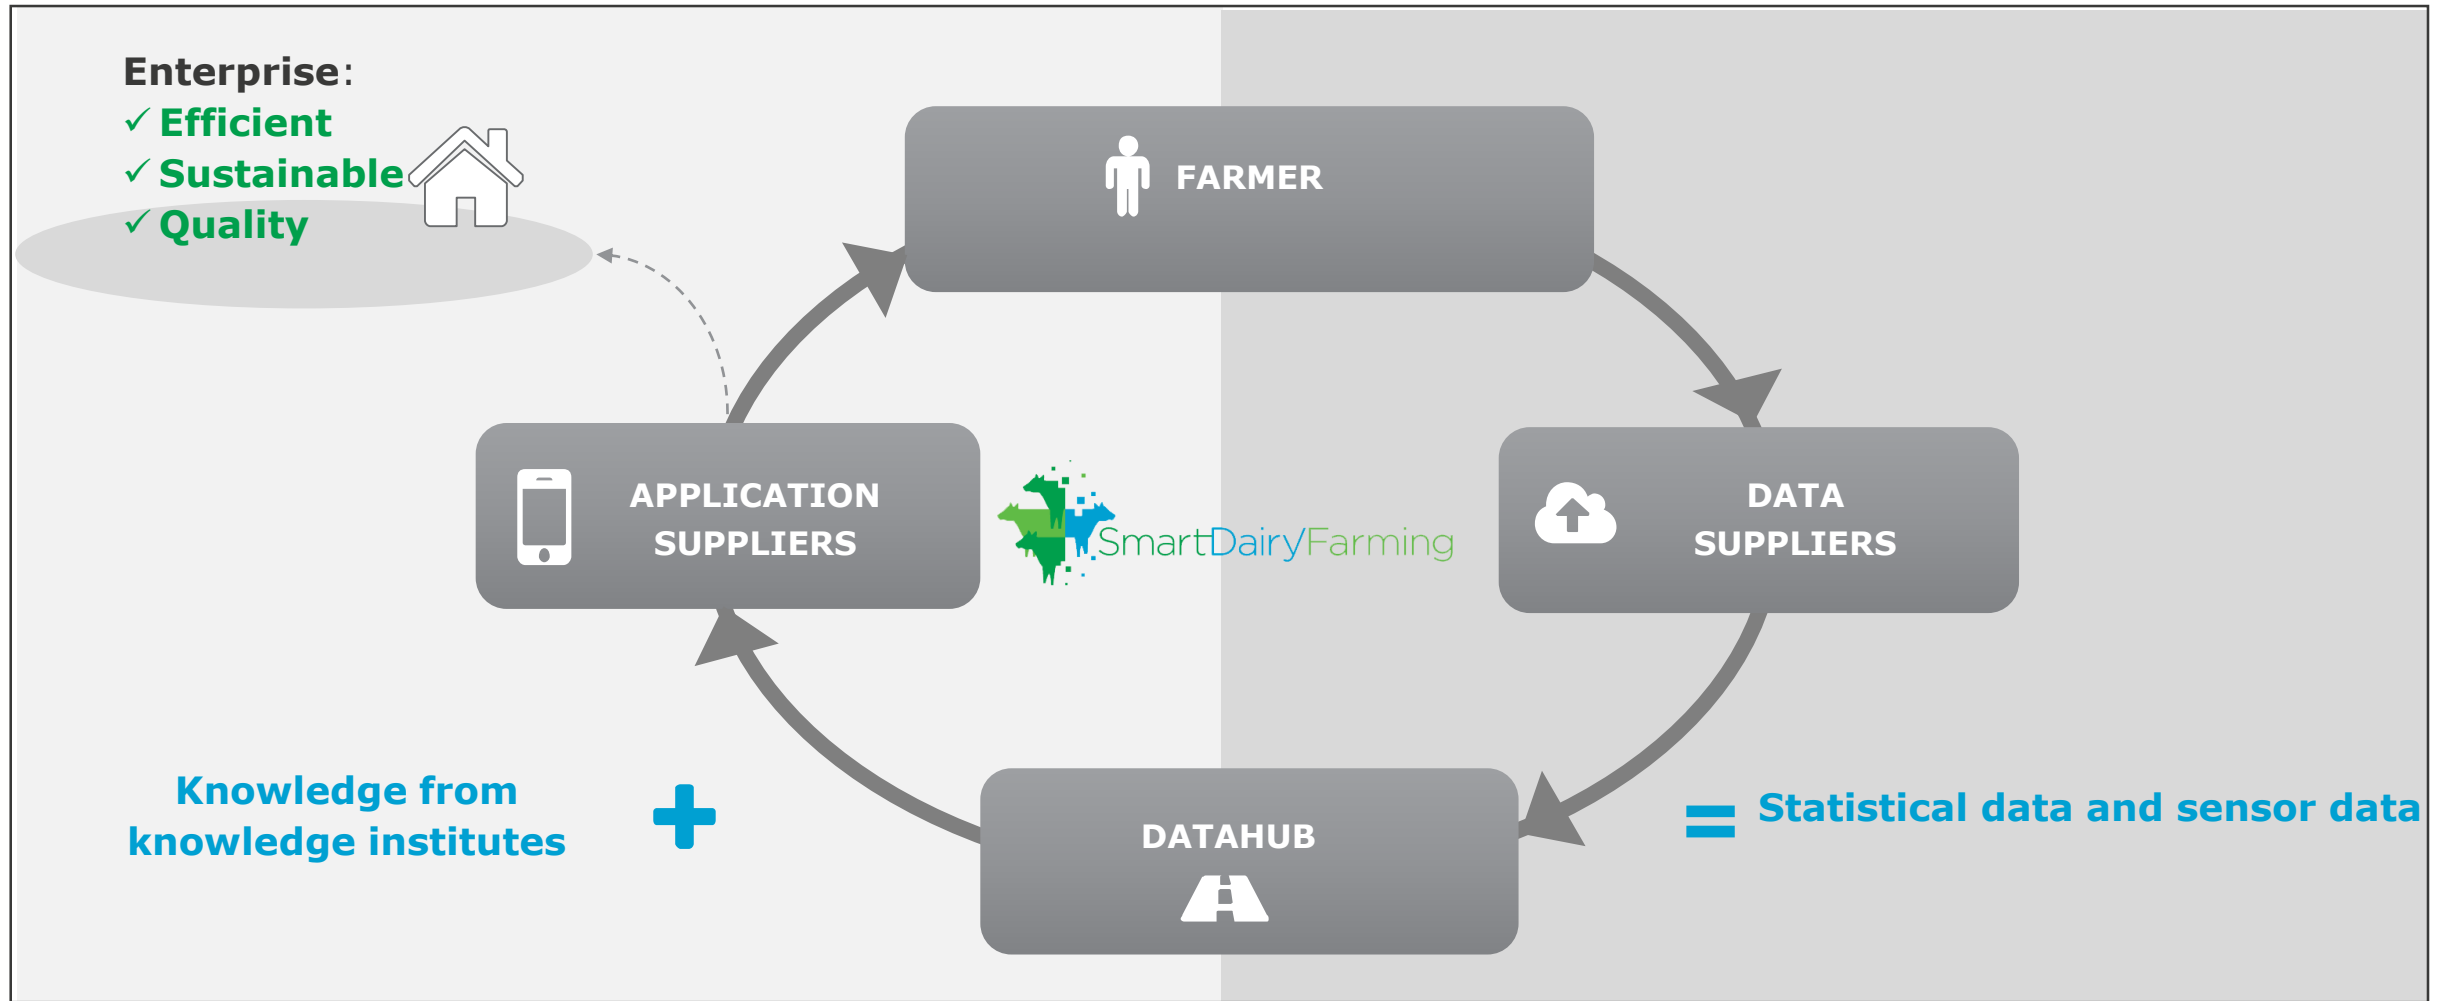 Enterprise:
✓ Efficient
✓ Sustainable
✓ Quality
FARMER
APPLICATION
SUPPLIERS
SmartDairyFarming
DATA
SUPPLIERS
Knowledge from
knowledge institutes
+
DATAHUB
= Statistical data and sensor data